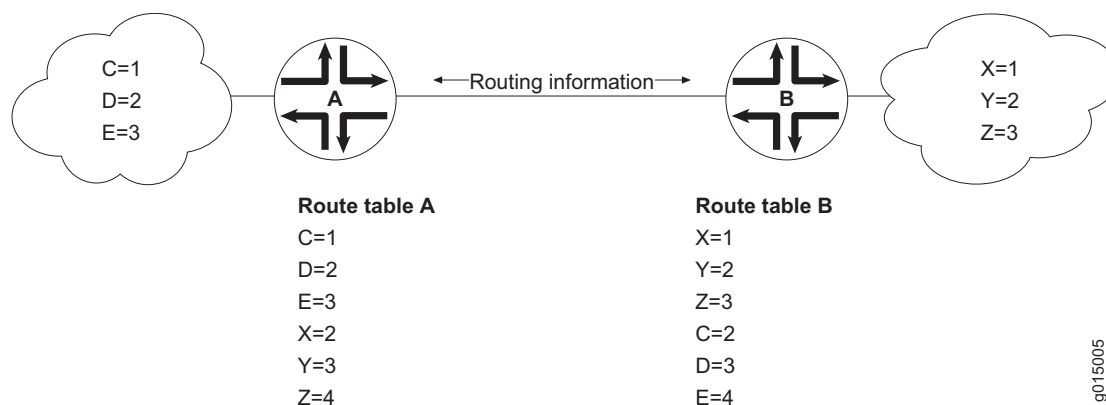 C=1
D=2
E=3
A
Routing information
B
X=1
Y=2
Z=3
Route table A
C=1
D=2
E=3
X=2
Y=3
Z=4
Route table B
X=1
Y=2
Z=3
C=2
D=3
E=4
g015005